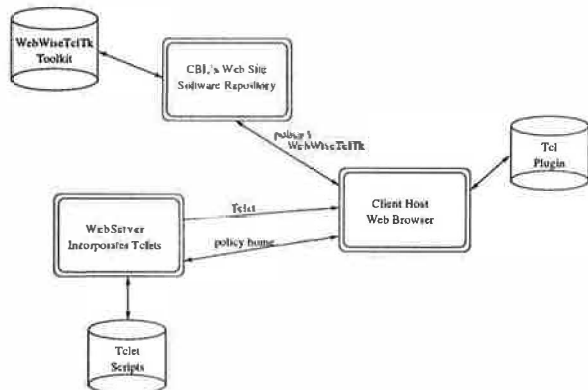 WebWiseTclTk
Toolkit
CBL's Web Site
Software Repository
WebWiseTclTk
Tcl
Plugin
Client Host
Web Browser
Tclet
WebServer
Incorporates Tclets
policy home
Tclet
Scripts